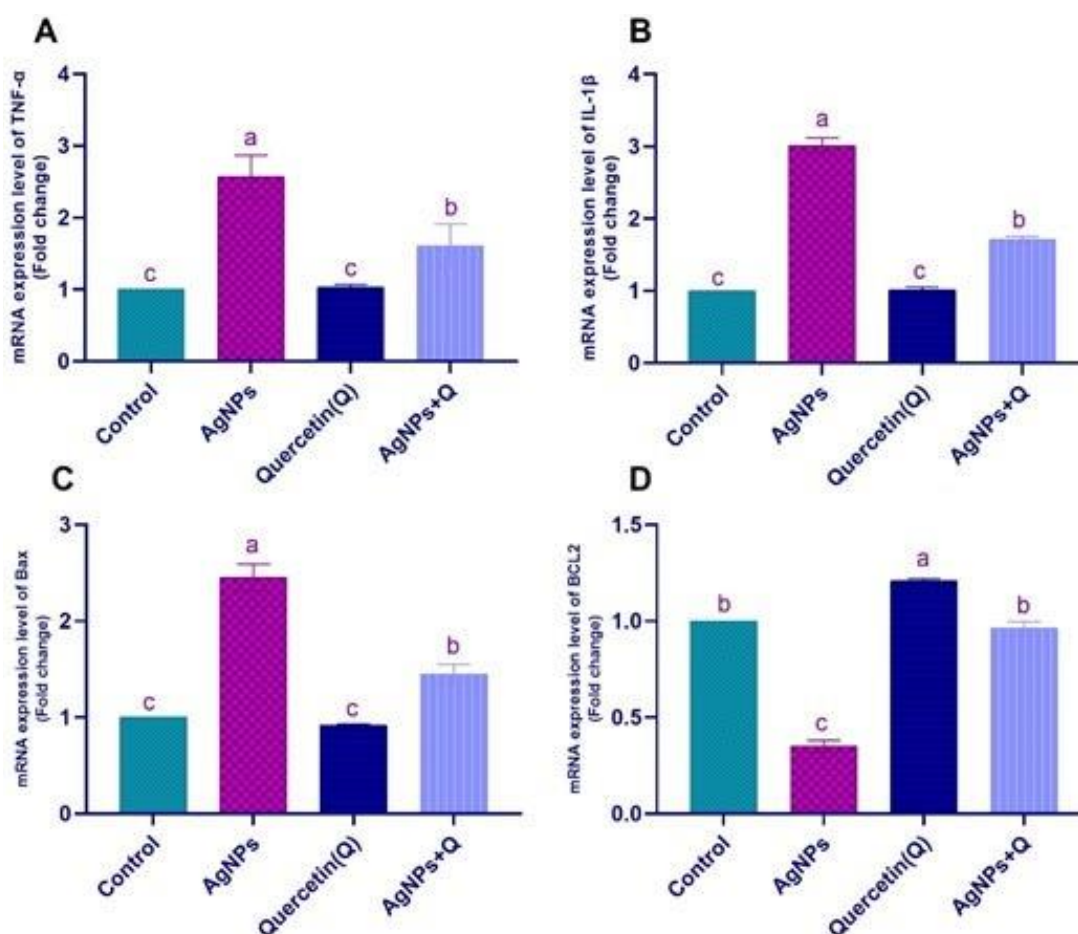 A
mRNA expression level of TNF-α
(Fold change)
4
3
2
1
0
c
a
c
b
Control
AgNPs
Quercetin(Q)
AgNPs+Q
B
mRNA expression level of IL-1β
(Fold change)
4
3
2
1
0
c
a
c
b
Control
AgNPs
Quercetin(Q)
AgNPs+Q
C
mRNA expression level of Bax
(Fold change)
3
2
1
0
c
a
c
b
Control
AgNPs
Quercetin(Q)
AgNPs+Q
D
mRNA expression level of BCL2
(Fold change)
1.5
1.0
0.5
0.0
b
c
a
b
Control
AgNPs
Quercetin(Q)
AgNPs+Q